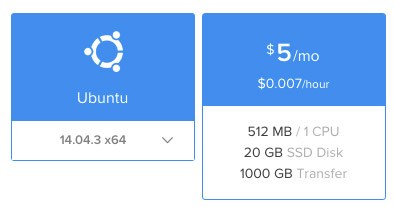 Ubuntu
14.04.3 x64
$5/mo
$0.007/hour
512 MB / 1 CPU
20 GB SSD Disk
1000 GB Transfer